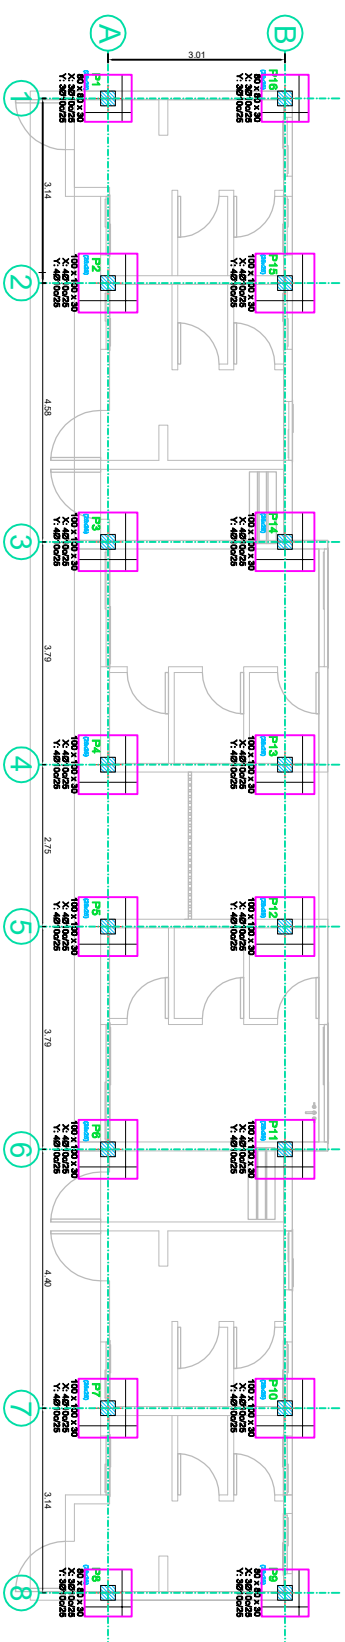 B
P16
80 x 80 x 30
X: 3Ø10c/25
Y: 3Ø10c/25
P15
100 x 100 x 30
X: 4Ø10c/25
Y: 4Ø10c/25
P14
100 x 100 x 30
X: 4Ø10c/25
Y: 4Ø10c/25
P13
100 x 100 x 30
X: 4Ø10c/25
Y: 4Ø10c/25
P12
100 x 100 x 30
X: 4Ø10c/25
Y: 4Ø10c/25
P11
100 x 100 x 30
X: 4Ø10c/25
Y: 4Ø10c/25
P10
100 x 100 x 30
X: 4Ø10c/25
Y: 4Ø10c/25
P9
80 x 80 x 30
X: 3Ø10c/25
Y: 3Ø10c/25
3.01
A
P1
80 x 80 x 30
X: 3Ø10c/25
Y: 3Ø10c/25
P2
100 x 100 x 30
X: 4Ø10c/25
Y: 4Ø10c/25
P3
100 x 100 x 30
X: 4Ø10c/25
Y: 4Ø10c/25
P4
100 x 100 x 30
X: 4Ø10c/25
Y: 4Ø10c/25
P5
100 x 100 x 30
X: 4Ø10c/25
Y: 4Ø10c/25
P6
100 x 100 x 30
X: 4Ø10c/25
Y: 4Ø10c/25
P7
100 x 100 x 30
X: 4Ø10c/25
Y: 4Ø10c/25
P8
80 x 80 x 30
X: 3Ø10c/25
Y: 3Ø10c/25
3.14 4.58 3.79 2.75 3.79 4.40 3.14
1 2 3 4 5 6 7 8